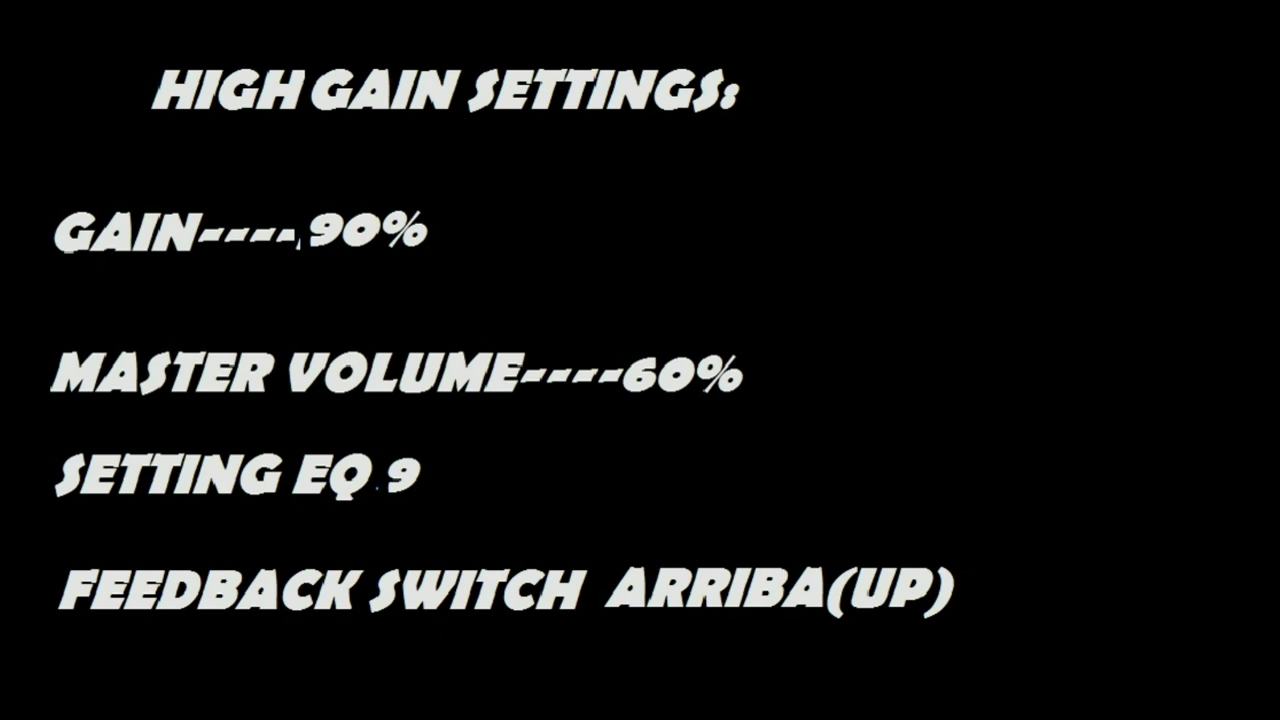 HIGH GAIN SETTINGS:
GAIN----, 90%
MASTER VOLUME----60%
SETTING EQ 9
FEEDBACK SWITCH ARRIBA(UP)